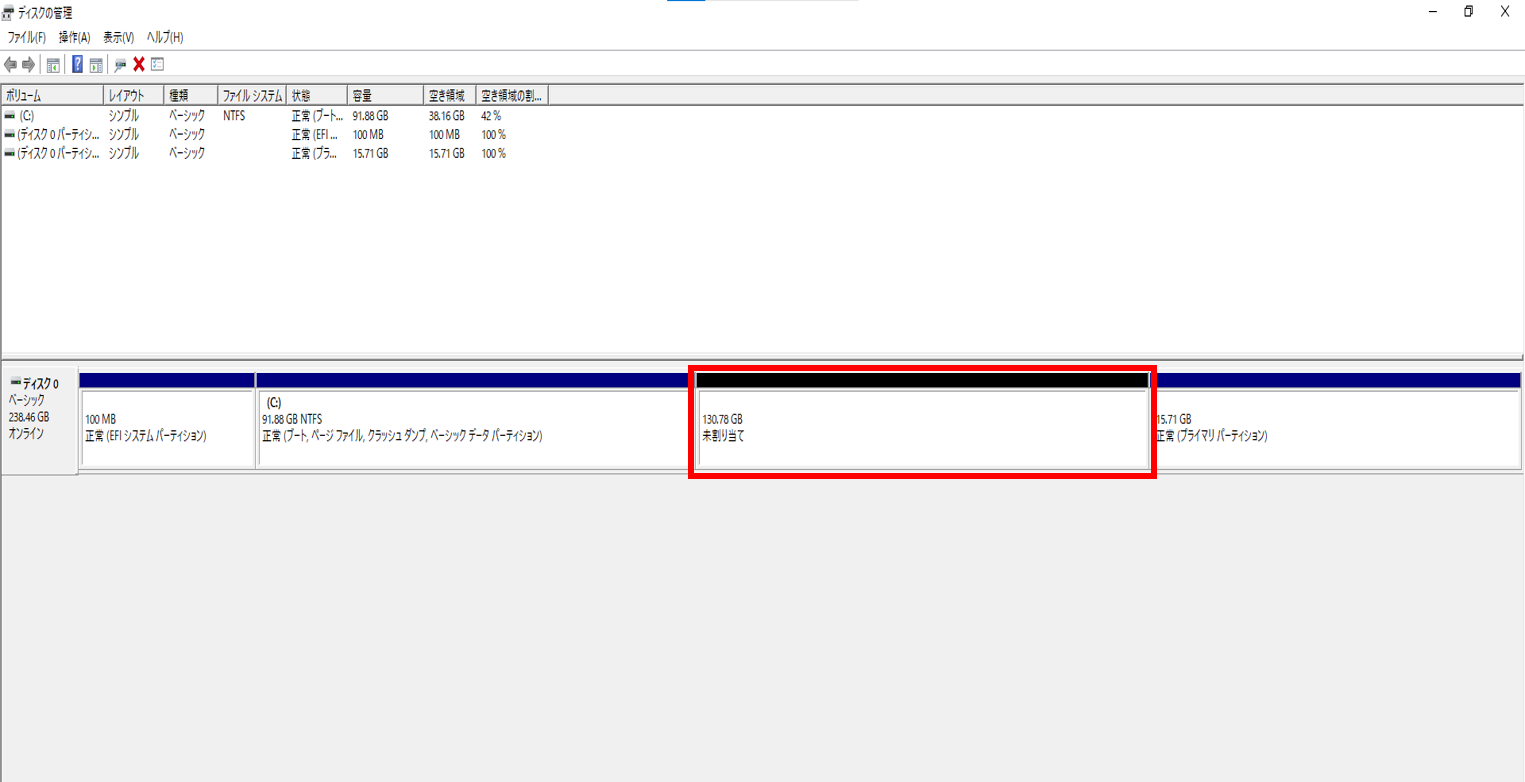 ディスクの管理
ファイル(F) 操作(A) 表示(V) ヘルプ(H)
ボリューム レイアウト 種類 ファイル システム 状態 容量 空き領域 空き領域の割...
(C:) シンプル ベーシック NTFS 正常 (ブート... 91.88 GB 38.16 GB 42 %
(ディスク 0 パーティシ... シンプル ベーシック 正常 (EFI ... 100 MB 100 MB 100 %
(ディスク 0 パーティシ... シンプル ベーシック 正常 (プラ... 15.71 GB 15.71 GB 100 %
ディスク 0
ベーシック
238.46 GB
オンライン
100 MB
正常 (EFI システム パーティション)
(C:)
91.88 GB NTFS
正常 (ブート, ページ ファイル, クラッシュ ダンプ, ベーシック データ パーティション)
130.78 GB
未割り当て
15.71 GB
正常 (プライマリ パーティション)